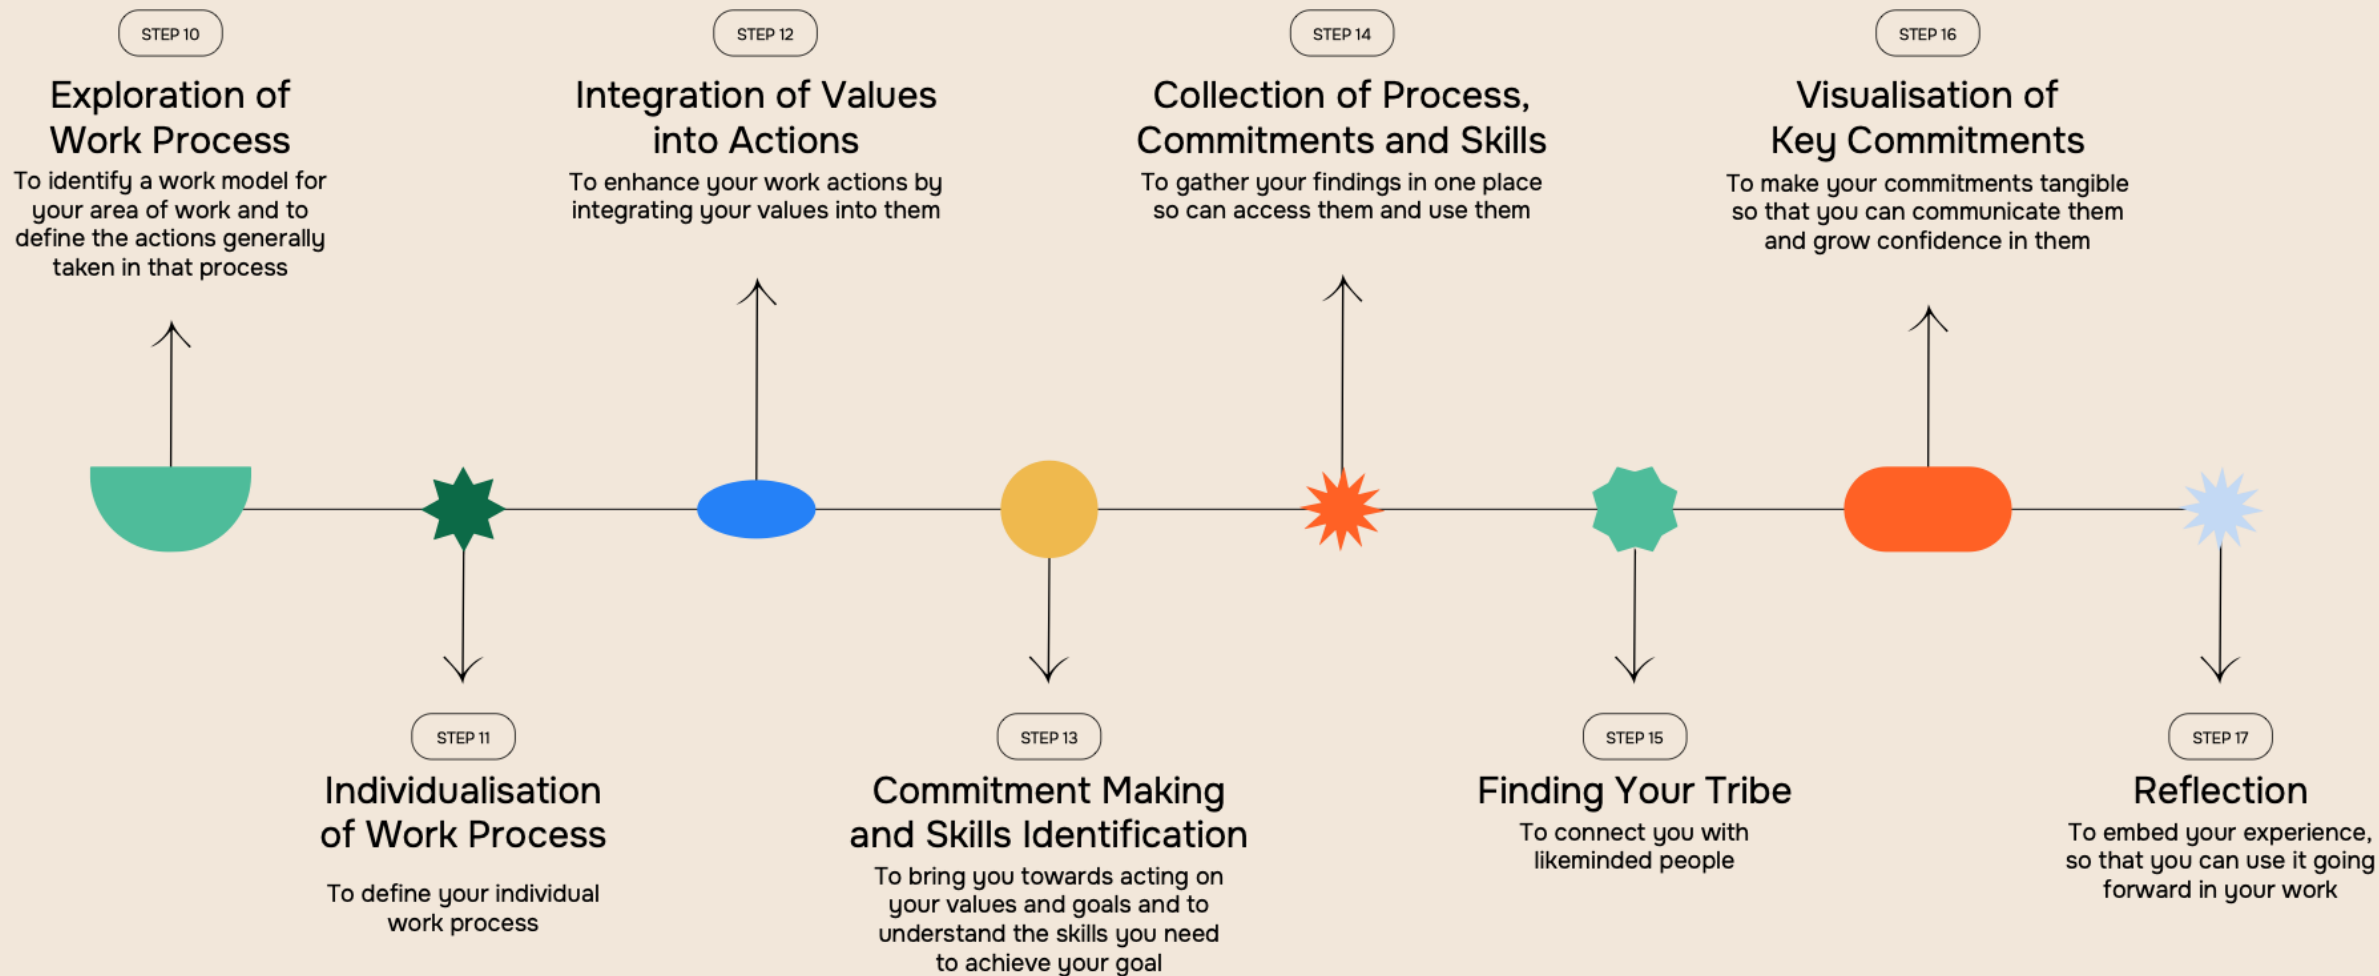 STEP 10
Exploration of
Work Process
To identify a work model for
your area of work and to
define the actions generally
taken in that process
STEP 11
Individualisation
of Work Process
To define your individual
work process
STEP 12
Integration of Values
into Actions
To enhance your work actions by
integrating your values into them
STEP 13
Commitment Making
and Skills Identification
To bring you towards acting on
your values and goals and to
understand the skills you need
to achieve your goal
STEP 14
Collection of Process,
Commitments and Skills
To gather your findings in one place
so can access them and use them
STEP 15
Finding Your Tribe
To connect you with
likeminded people
STEP 16
Visualisation of
Key Commitments
To make your commitments tangible
so that you can communicate them
and grow confidence in them
STEP 17
Reflection
To embed your experience,
so that you can use it going
forward in your work